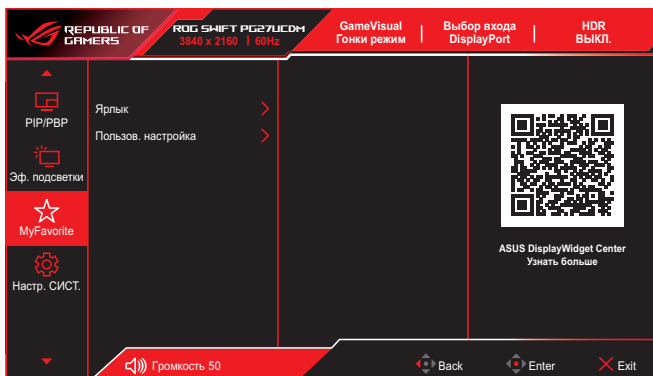 REPUBLIC OF
GAMERS
ROG SWIFT PG27UCDM
3840 x 2160 | 60Hz
GameVisual
Гонки режим
Выбор входа
DisplayPort
HDR
ВЫКЛ.
PIP/PBP
Эф. подсветки
MyFavorite
Настр. СИСТ.
Ярлык
Пользов. настройка
ASUS DisplayWidget Center
Узнать больше
Громкость 50
Back
Enter
Exit